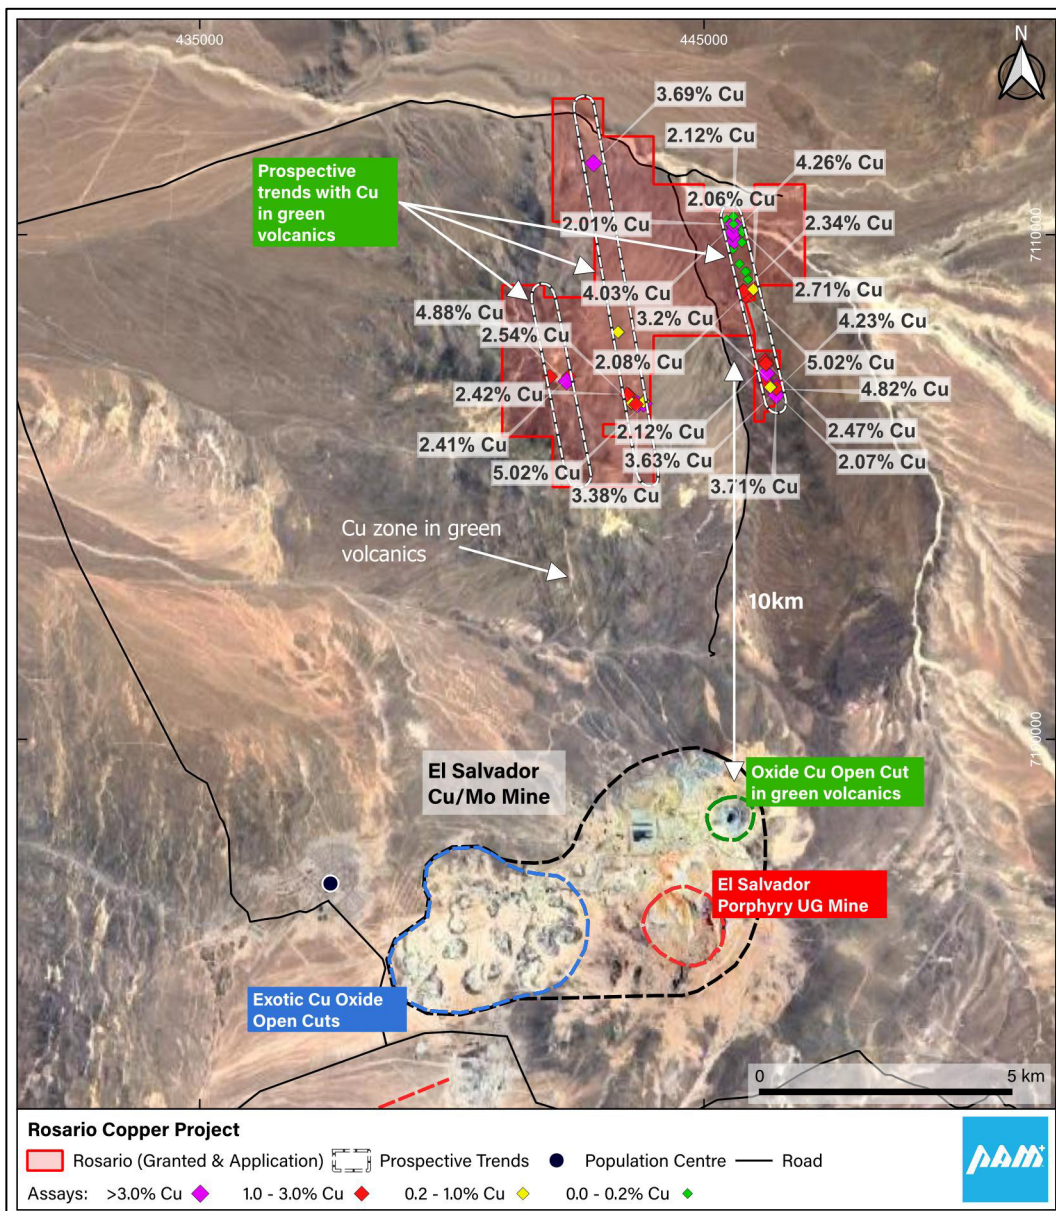 435000
445000
N
3.69% Cu
2.12% Cu
4.26% Cu
Prospective
trends with Cu
in green
volcanics
2.06% Cu
2.01% Cu
2.34% Cu
7110000
4.03% Cu
2.71% Cu
4.88% Cu
3.2% Cu
4.23% Cu
2.54% Cu
2.08% Cu
5.02% Cu
2.42% Cu
4.82% Cu
2.41% Cu
2.12% Cu
2.47% Cu
5.02% Cu
3.63% Cu
2.07% Cu
3.38% Cu
3.71% Cu
Cu zone in green
volcanics
10km
7100000
El Salvador
Cu/Mo Mine
Oxide Cu Open Cut
in green volcanics
El Salvador
Porphyry UG Mine
Exotic Cu Oxide
Open Cuts
0 5 km
Rosario Copper Project
Rosario (Granted & Application) Prospective Trends Population Centre Road
Assays: >3.0% Cu 1.0 - 3.0% Cu 0.2 - 1.0% Cu 0.0 - 0.2% Cu
PAM